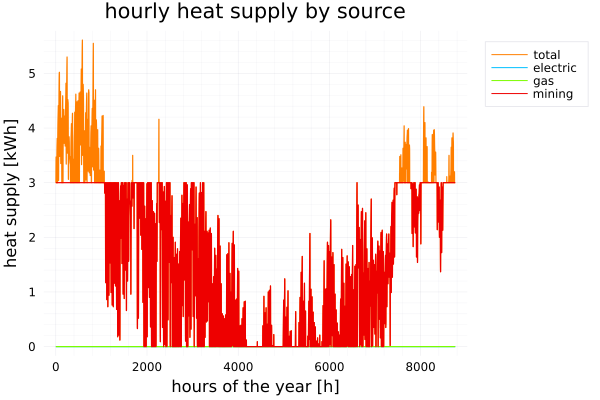 hourly heat supply by source
heat supply [kWh]
5
4
3
2
1
0
0 2000 4000 6000 8000
hours of the year [h]
total
electric
gas
mining